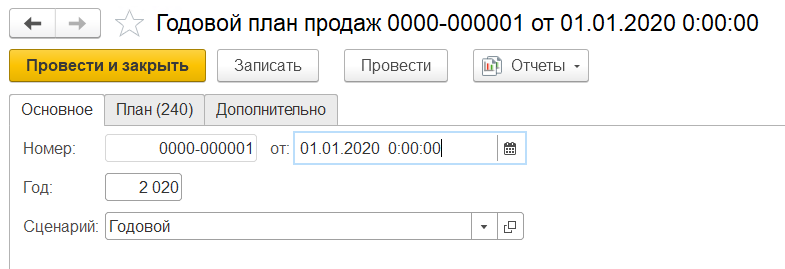 Годовой план продаж 0000-000001 от 01.01.2020 0:00:00
Провести и закрыть Записать Провести Отчеты
Основное План (240) Дополнительно
Номер: 0000-000001 от: 01.01.2020 0:00:00
Год: 2 020
Сценарий: Годовой